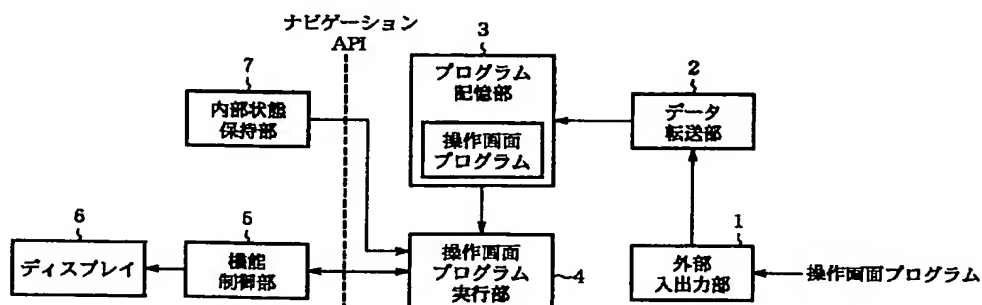 ナビゲーション
API
3
プログラム
記憶部
操作画面
プログラム
2
データ
転送部
7
内部状態
保持部
6
ディスプレイ
5
機能
制御部
操作画面
プログラム
実行部
4
1
外部
入出力部
操作画面プログラム